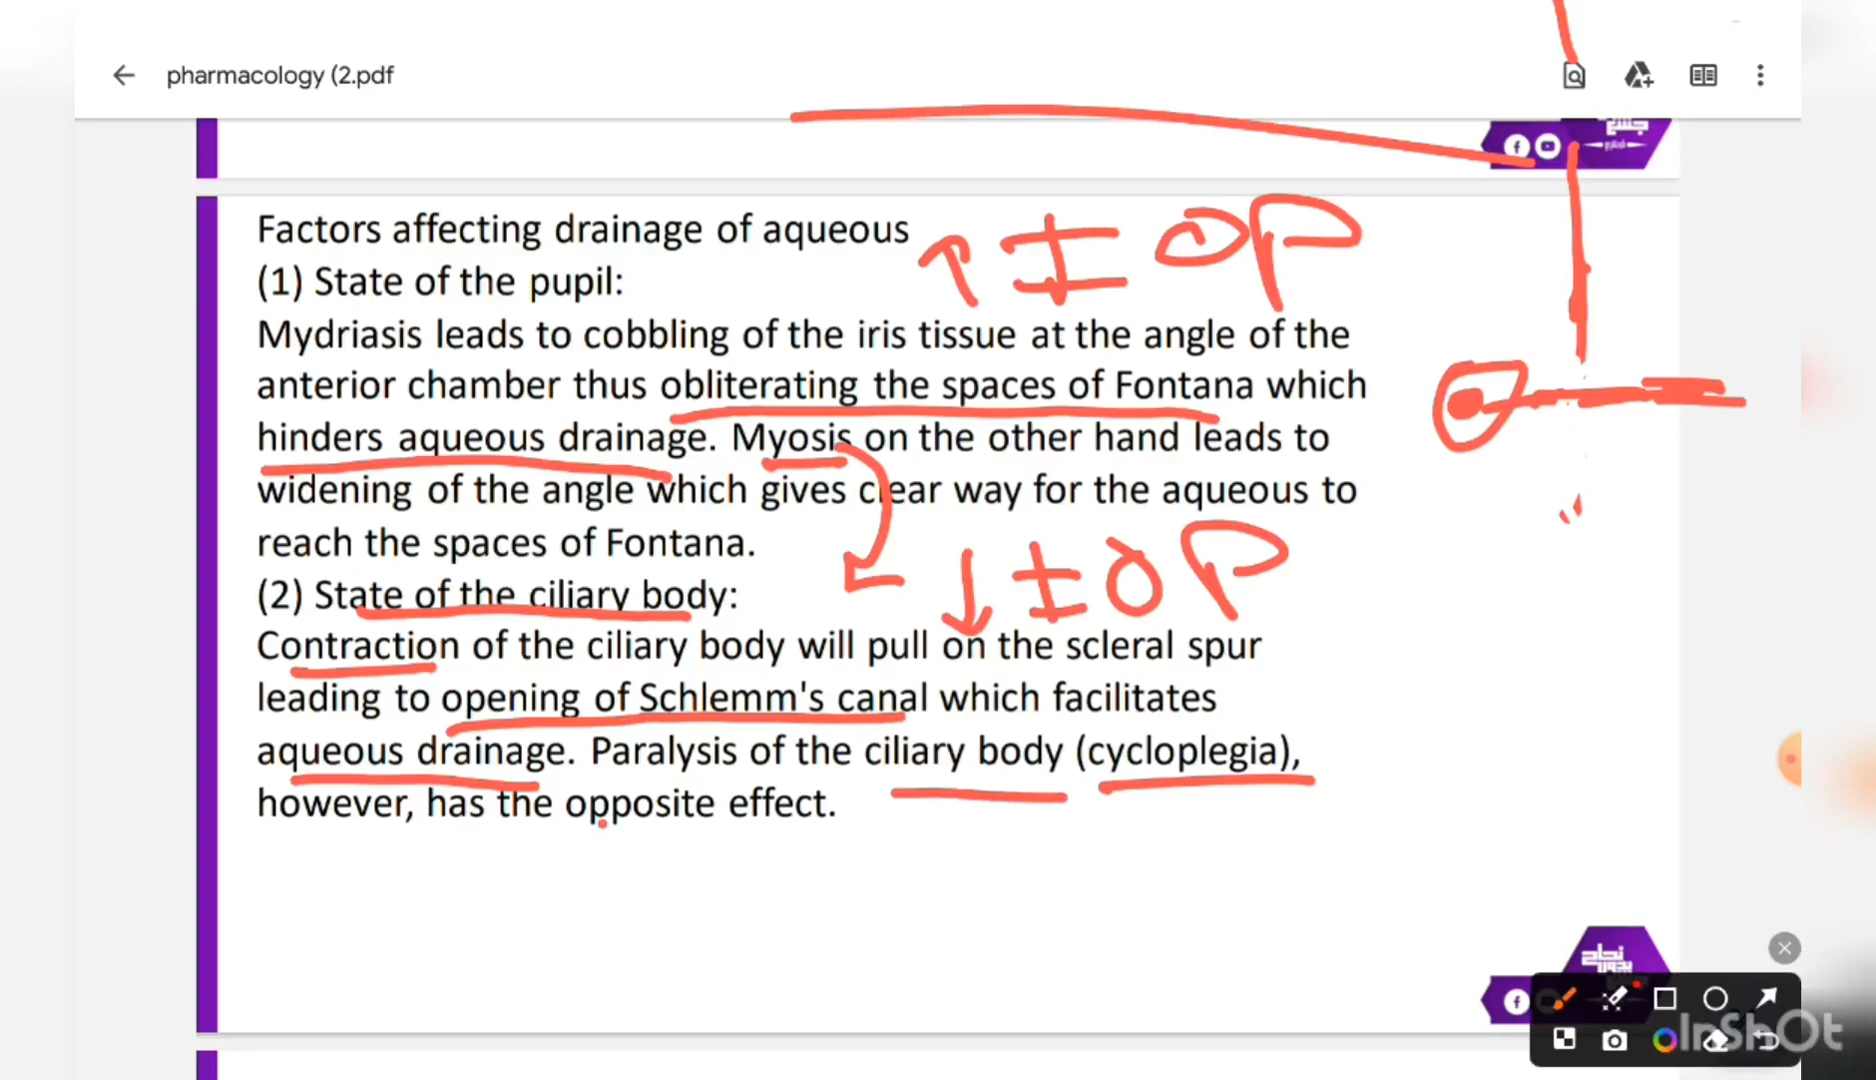 pharmacology (2.pdf
Factors affecting drainage of aqueous
↑ IOP
(1) State of the pupil:
Mydriasis leads to cobbling of the iris tissue at the angle of the
anterior chamber thus obliterating the spaces of Fontana which
hinders aqueous drainage. Myosis on the other hand leads to
widening of the angle which gives clear way for the aqueous to
reach the spaces of Fontana.
↓ IOP
(2) State of the ciliary body:
Contraction of the ciliary body will pull on the scleral spur
leading to opening of Schlemm's canal which facilitates
aqueous drainage. Paralysis of the ciliary body (cycloplegia),
however, has the opposite effect.
نجاح
بدون
InShOt